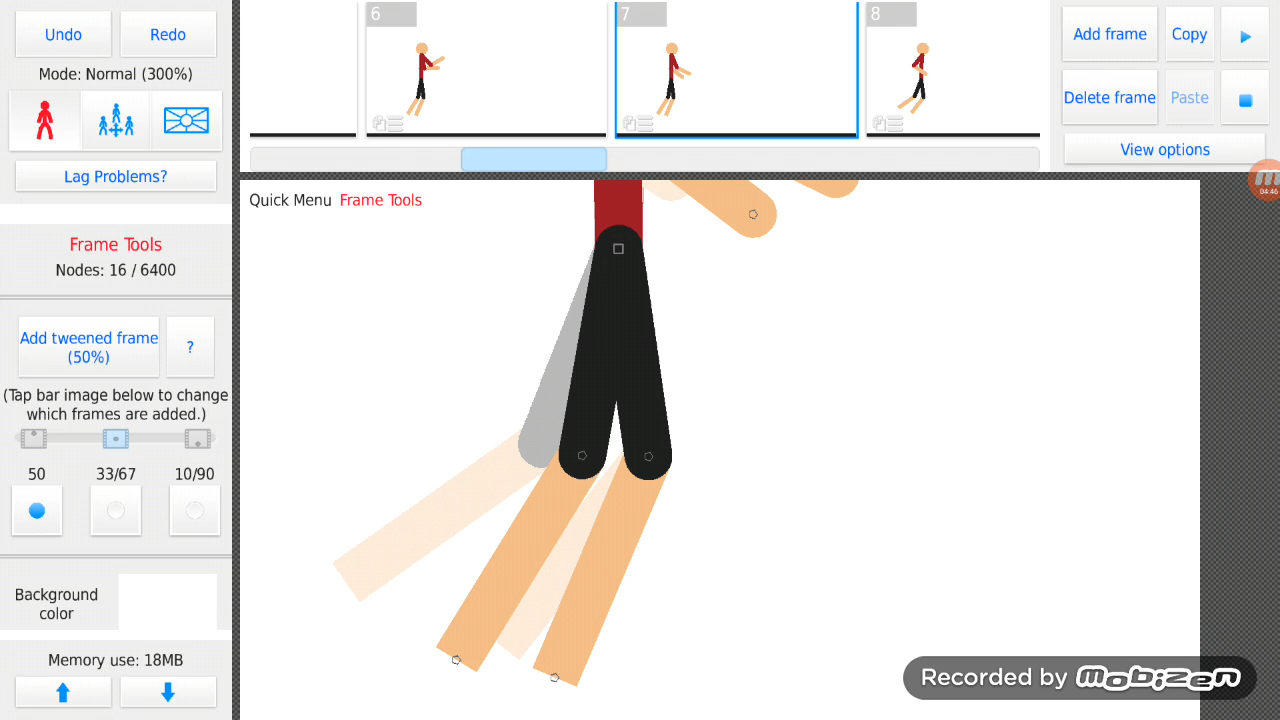 Undo
Redo
Mode: Normal (300%)
Lag Problems?
Frame Tools
Nodes: 16 / 6400
Add tweened frame
(50%)
?
(Tap bar image below to change
which frames are added.)
50
33/67
10/90
Background
color
Memory use: 18MB
6
7
8
Add frame
Copy
Delete frame
Paste
View options
04:46
Quick Menu Frame Tools
Recorded by mobizen